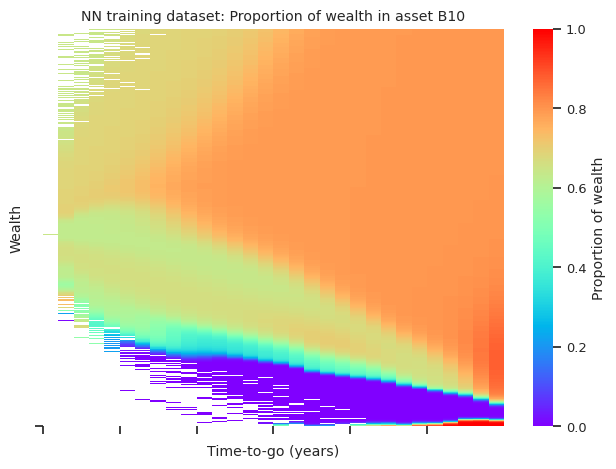 NN training dataset: Proportion of wealth in asset B10
Wealth
Time-to-go (years)
1.0
0.8
0.6
0.4
0.2
0.0
Proportion of wealth